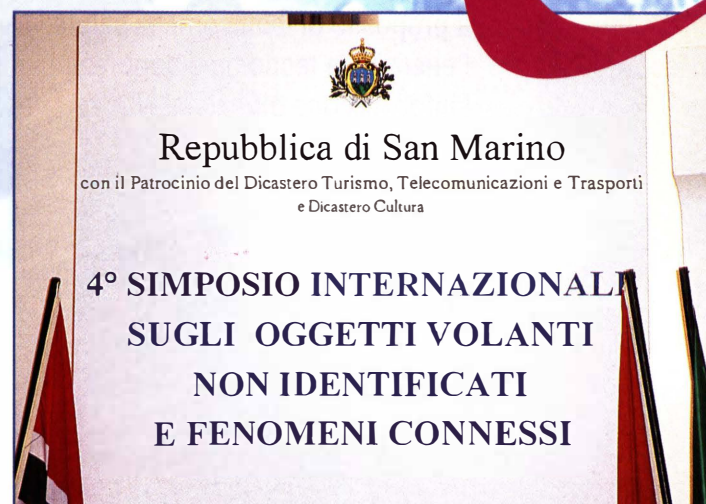 Repubblica di San Marino
con il Patrocinio del Dicastero Turismo, Telecomunicazioni e Trasporti
e Dicastero Cultura
4° SIMPOSIO INTERNAZIONALE
SUGLI OGGETTI VOLANTI
NON IDENTIFICATI
E FENOMENI CONNESSI